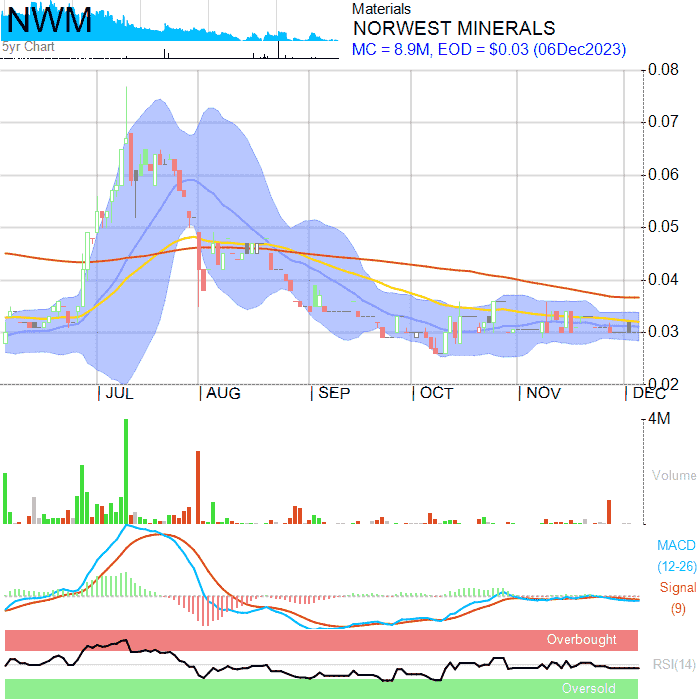 NWM
5yr Chart
Materials
NORWEST MINERALS
MC = 8.9M, EOD = $0.03 (06Dec2023)
0.08
0.07
0.06
0.05
0.04
0.03
0.02
JUL AUG SEP OCT NOV DEC
4M
Volume
MACD
(12-26)
Signal
(9)
Overbought
RSI(14)
Oversold